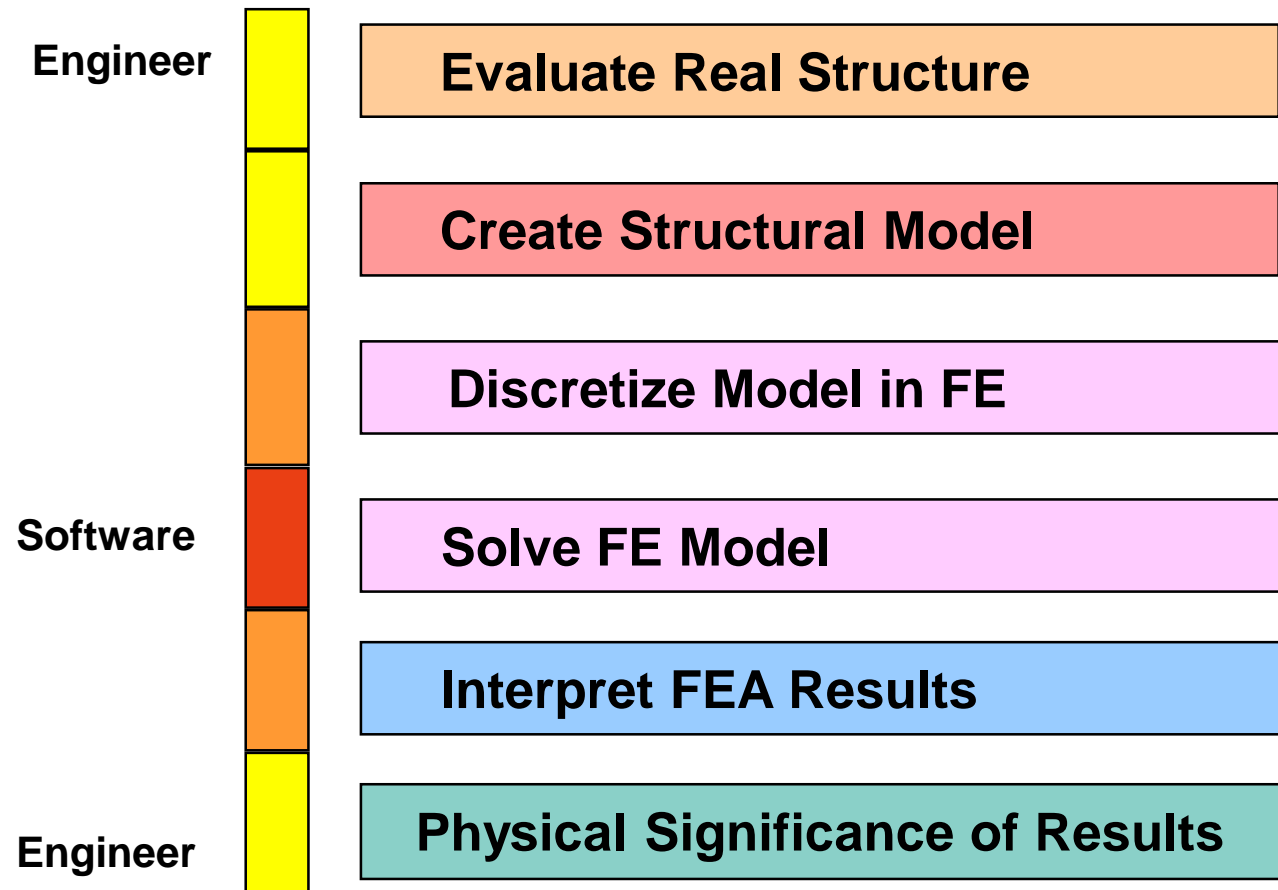 Engineer
Evaluate Real Structure
Create Structural Model
Discretize Model in FE
Software
Solve FE Model
Interpret FEA Results
Engineer
Physical Significance of Results